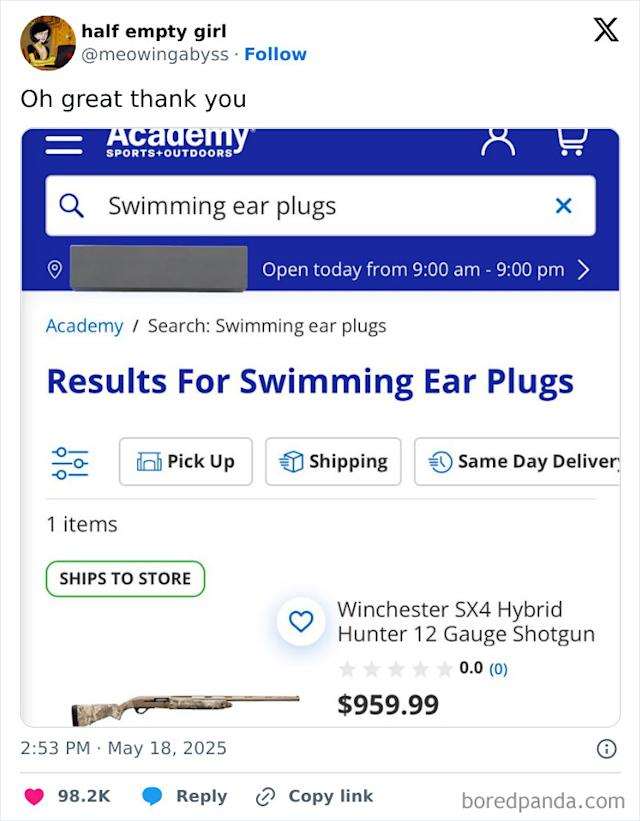 half empty girl
@meowingabyss · Follow
Oh great thank you
Academy
SPORTS+OUTDOORS
Swimming ear plugs
Open today from 9:00 am - 9:00 pm
Academy / Search: Swimming ear plugs
Results For Swimming Ear Plugs
Pick Up Shipping Same Day Delivery
1 items
SHIPS TO STORE
Winchester SX4 Hybrid
Hunter 12 Gauge Shotgun
0.0 (0)
$959.99
2:53 PM · May 18, 2025
98.2K Reply Copy link
boredpanda.com